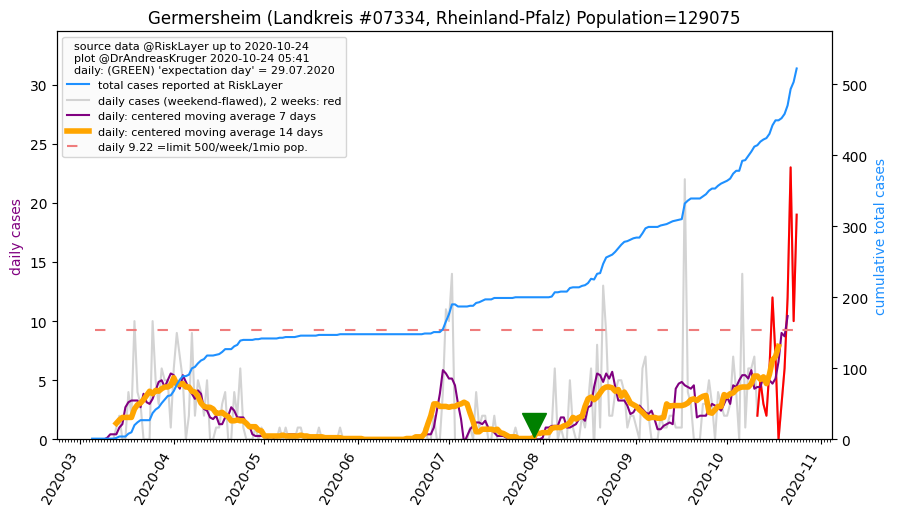 Germersheim (Landkreis #07334, Rheinland-Pfalz) Population=129075
source data @RiskLayer up to 2020-10-24
plot @DrAndreasKruger 2020-10-24 05:41
daily: (GREEN) 'expectation day' = 29.07.2020
total cases reported at RiskLayer
daily cases (weekend-flawed), 2 weeks: red
daily: centered moving average 7 days
daily: centered moving average 14 days
daily 9.22 =limit 500/week/1mio pop.
daily cases
30
25
20
15
10
5
0
cumulative total cases
500
400
300
200
100
0
2020-03
2020-04
2020-05
2020-06
2020-07
2020-08
2020-09
2020-10
2020-11